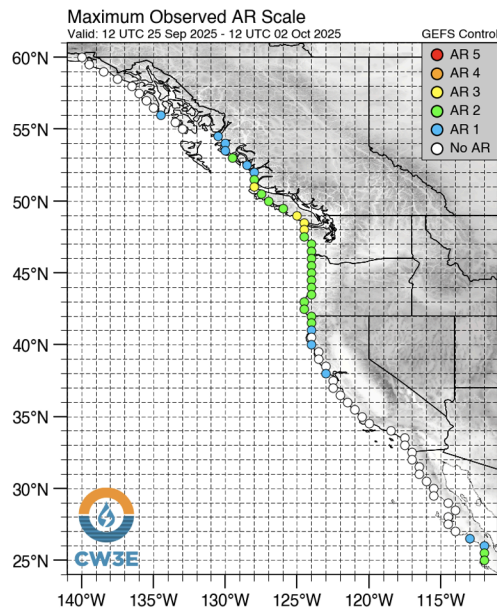 Maximum Observed AR Scale
Valid: 12 UTC 25 Sep 2025 - 12 UTC 02 Oct 2025 GEFS Control
60°N
55°N
50°N
45°N
40°N
35°N
30°N
25°N
AR 5
AR 4
AR 3
AR 2
AR 1
No AR
CW3E
140°W 135°W 130°W 125°W 120°W 115°W